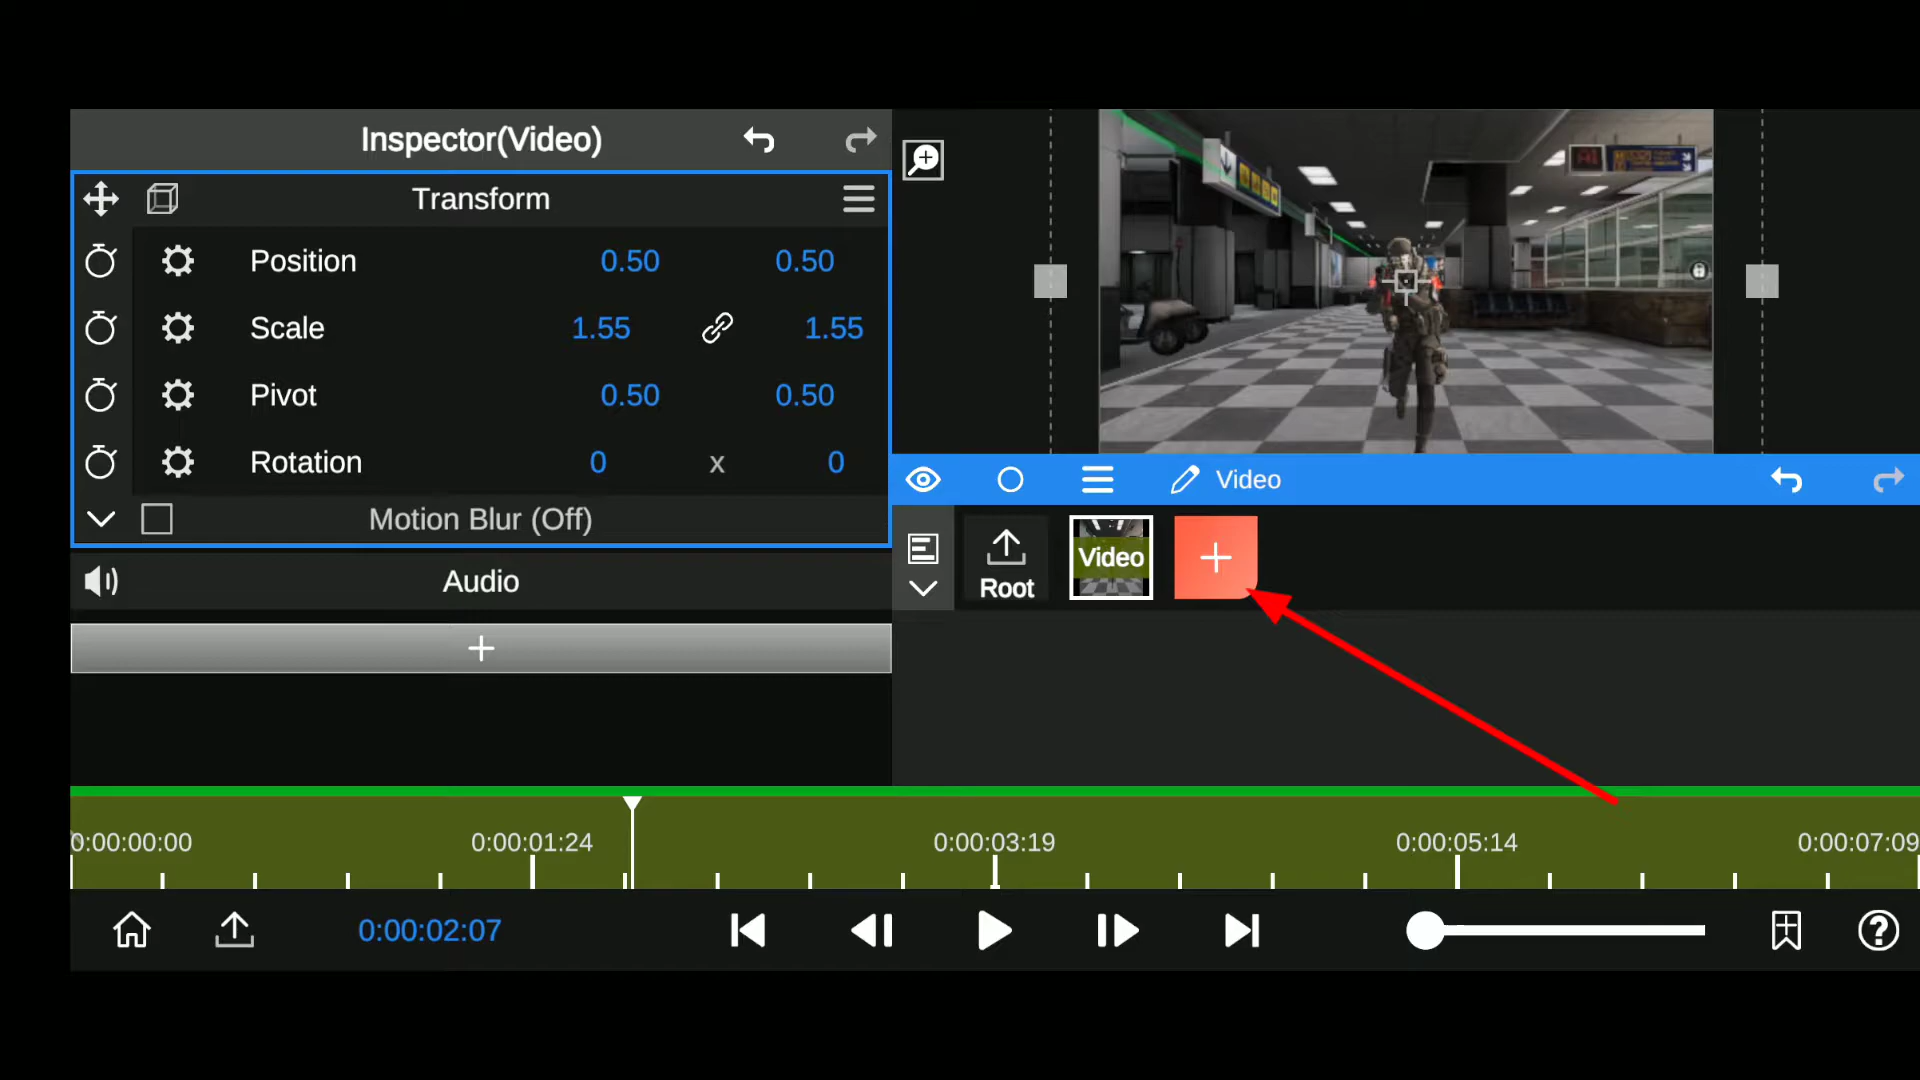 Inspector(Video)
Transform
Position 0.50 0.50
Scale 1.55 1.55
Pivot 0.50 0.50
Rotation 0 x 0
Motion Blur (Off)
Audio
Video
Root
Video
0:00:00:00 0:00:01:24 0:00:03:19 0:00:05:14 0:00:07:09
0:00:02:07